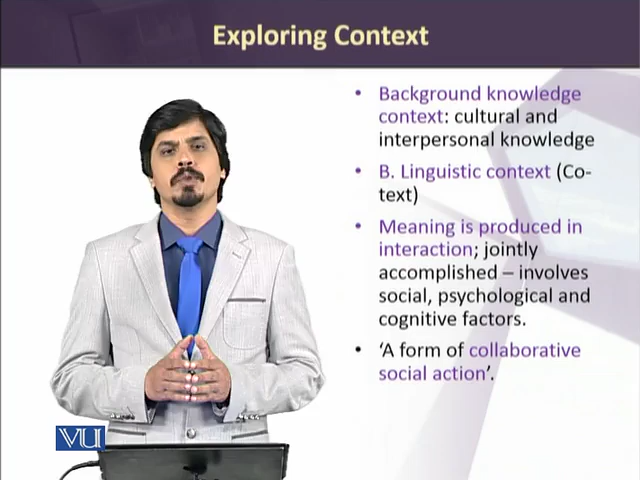 Exploring Context
• Background knowledge
context: cultural and
interpersonal knowledge
• B. Linguistic context (Co-
text)
• Meaning is produced in
interaction; jointly
accomplished – involves
social, psychological and
cognitive factors.
• ‘A form of collaborative
social action’.
VU